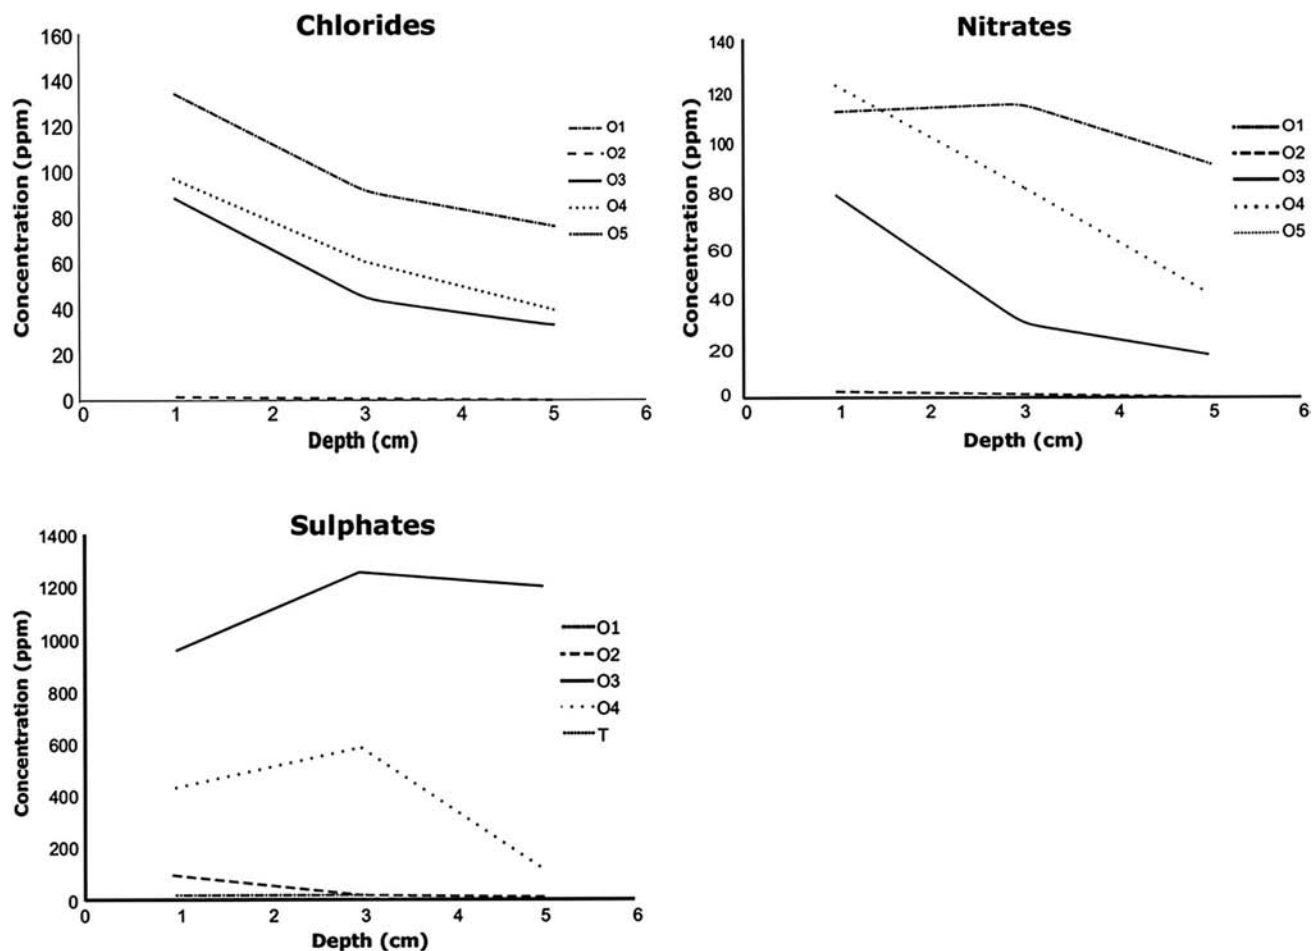 Chlorides
Concentration (ppm)
160
140
120
100
80
60
40
20
0
0 1 2 3 4 5 6
Depth (cm)
O1
O2
O3
O4
O5
Nitrates
Concentration (ppm)
140
120
100
80
60
40
20
0
0 1 2 3 4 5 6
Depth (cm)
O1
O2
O3
O4
O5
Sulphates
Concentration (ppm)
1400
1200
1000
800
600
400
200
0
0 1 2 3 4 5 6
Depth (cm)
O1
O2
O3
O4
T